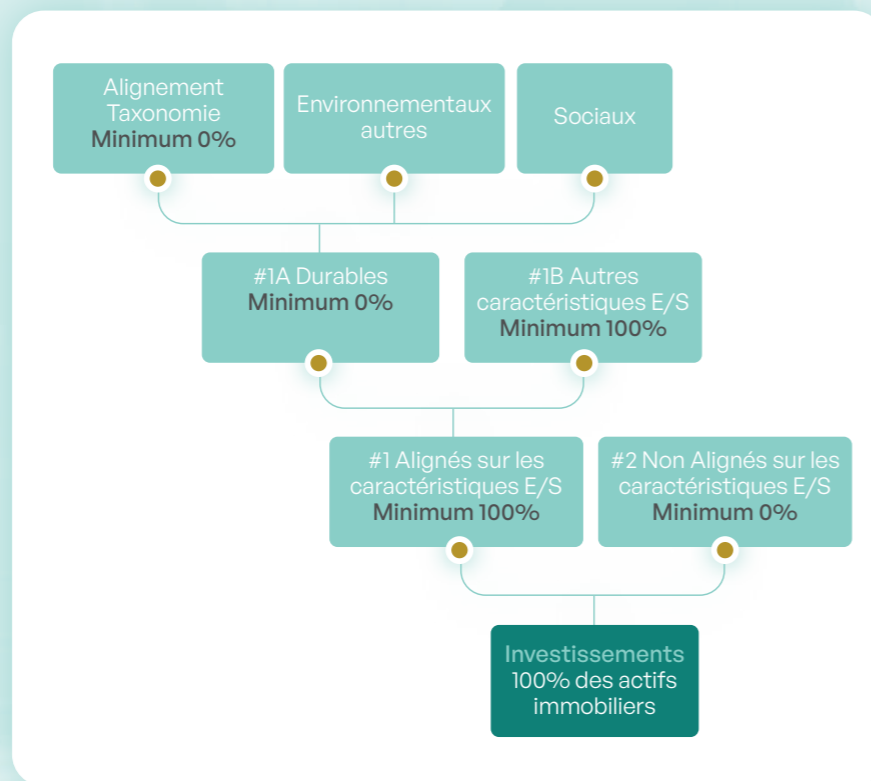 Alignement
Taxonomie
Minimum 0%
Environnementaux
autres
Sociaux
#1A Durables
Minimum 0%
#1B Autres
caractéristiques E/S
Minimum 100%
#1 Alignés sur les
caractéristiques E/S
Minimum 100%
#2 Non Alignés sur les
caractéristiques E/S
Minimum 0%
Investissements
100% des actifs
immobiliers